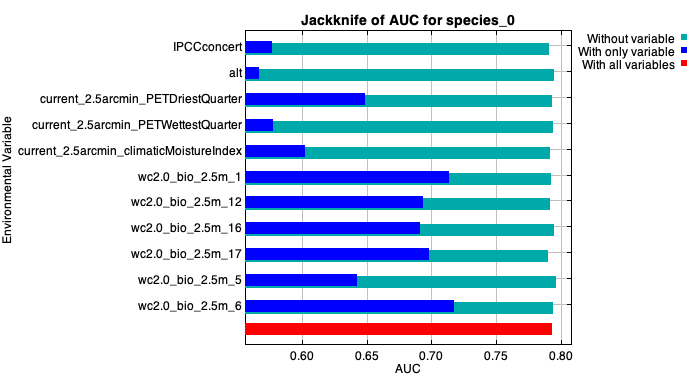 Jackknife of AUC for species_0
Without variable
With only variable
With all variables
Environmental Variable
IPCCconcert
alt
current_2.5arcmin_PETDriestQuarter
current_2.5arcmin_PETWettestQuarter
current_2.5arcmin_climaticMoistureIndex
wc2.0_bio_2.5m_1
wc2.0_bio_2.5m_12
wc2.0_bio_2.5m_16
wc2.0_bio_2.5m_17
wc2.0_bio_2.5m_5
wc2.0_bio_2.5m_6
0.60 0.65 0.70 0.75 0.80
AUC